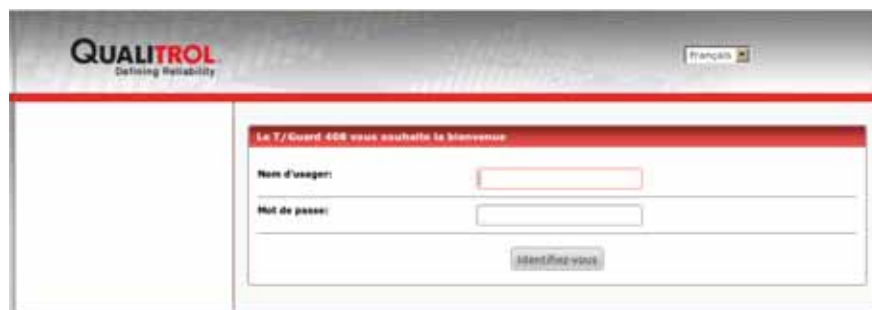 QUALITROL
Defining Reliability
Français
Le T/Guard 408 vous souhaite la bienvenue
Nom d'usager:
Mot de passe:
Identifiez-vous